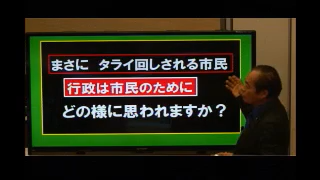 まさに タライ回しされる市民
行政は市民のために
どの様に思われますか？